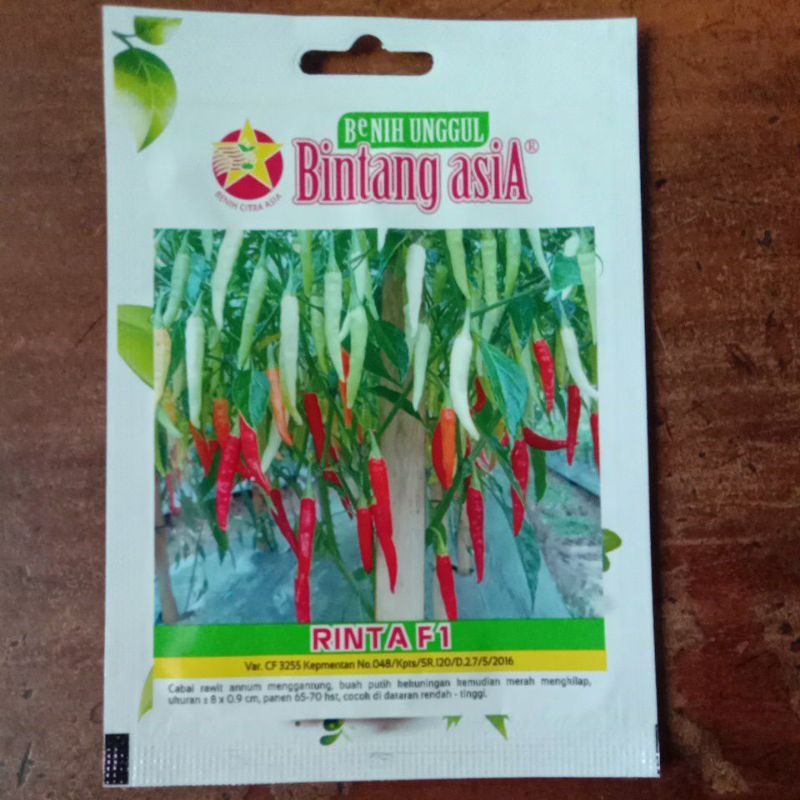 BeNIH UNGGUL
Bintang asiA®
BENIH CITRA ASIA
RINTA F1
Var. CF 3255 Kepmentan No.048/Kpts/SR.120/D.2.7/5/2016
Cabai rawit annum menggantung, buah putih kekuningan kemudian merah mengkilap,
ukuran ± 8 x 0.9 cm, panen 65-70 hst, cocok di dataran rendah - tinggi.